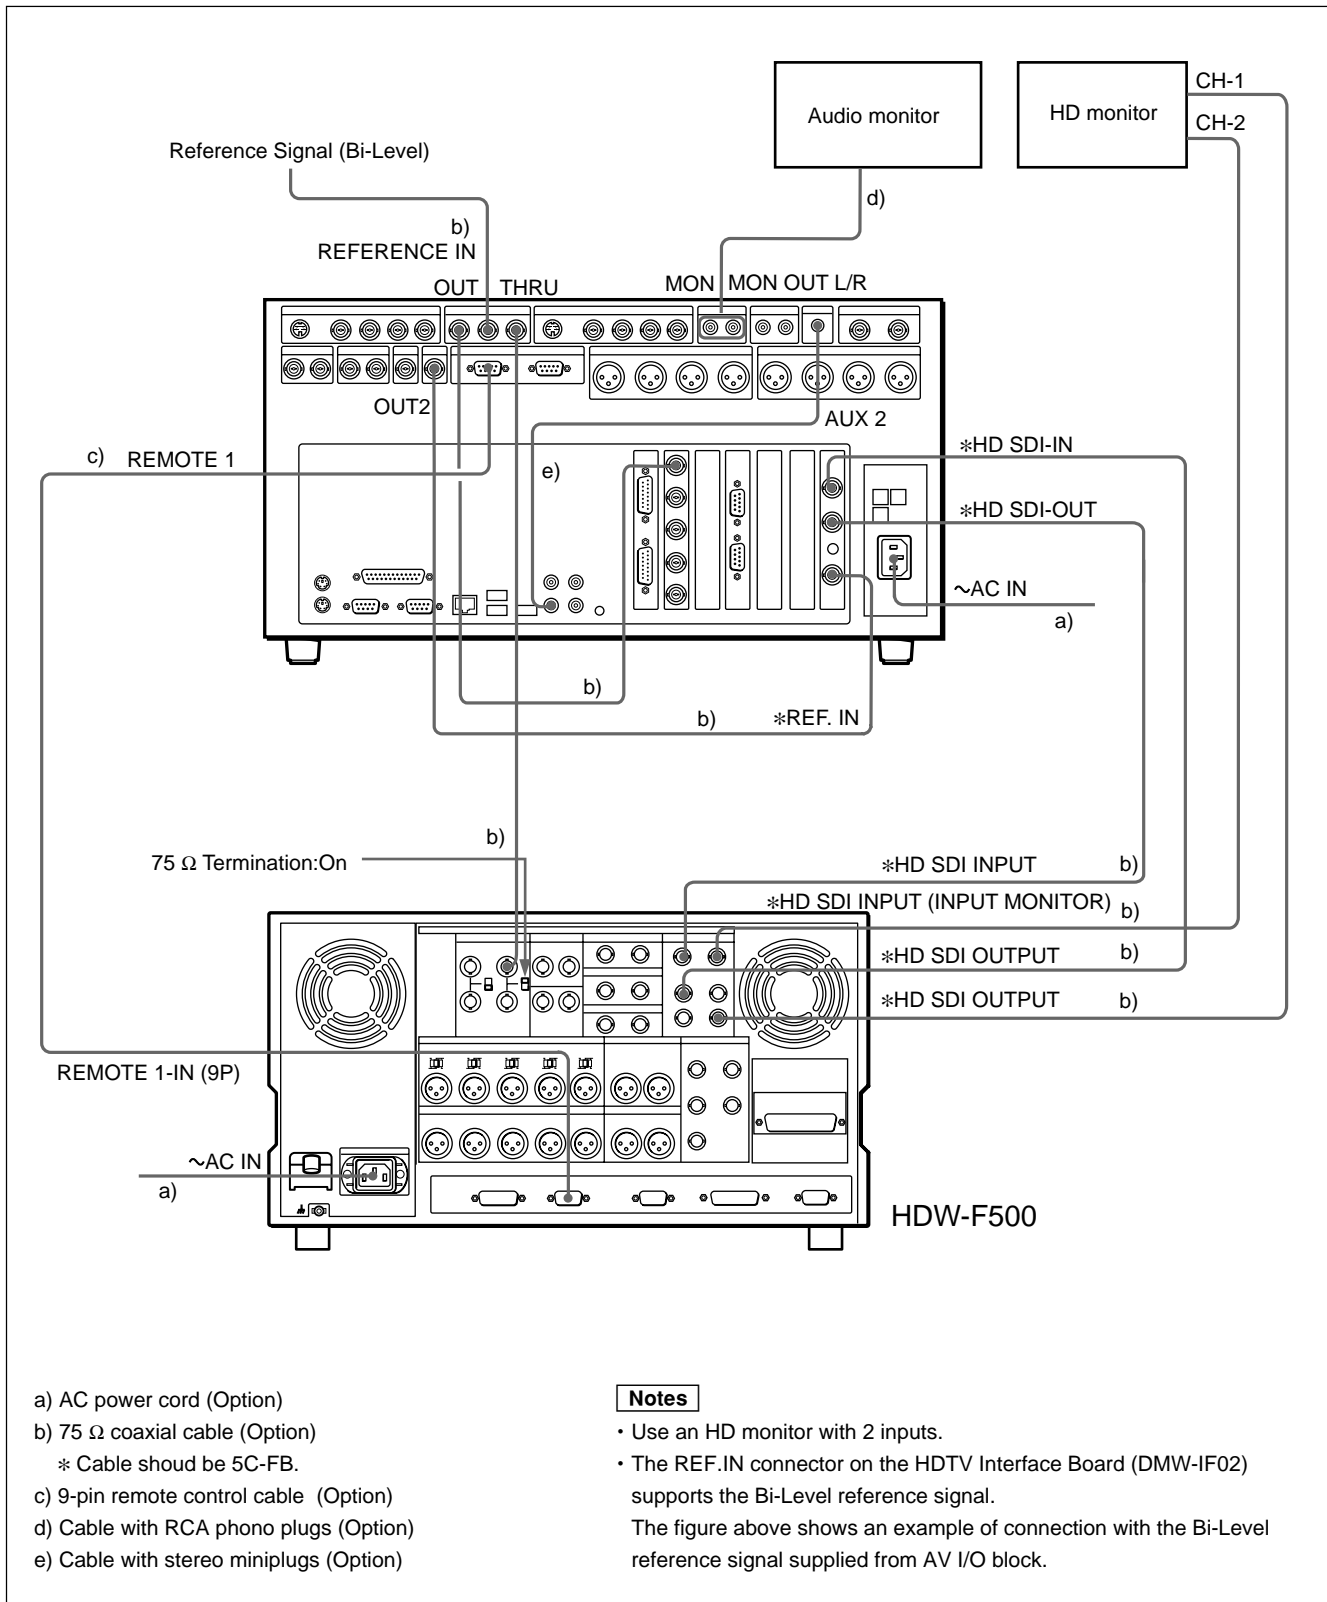 Audio monitor
HD monitor
CH-1
CH-2
Reference Signal (Bi-Level)
d)
b)
REFERENCE IN
OUT
THRU
MON
MON OUT L/R
OUT2
AUX 2
c)
REMOTE 1
e)
∗HD SDI-IN
∗HD SDI-OUT
~AC IN
a)
b)
b)
∗REF. IN
b)
75 Ω Termination:On
∗HD SDI INPUT
b)
∗HD SDI INPUT (INPUT MONITOR)
b)
∗HD SDI OUTPUT
b)
∗HD SDI OUTPUT
b)
REMOTE 1-IN (9P)
~AC IN
a)
HDW-F500
a) AC power cord (Option)
b) 75 Ω coaxial cable (Option)
∗ Cable shoud be 5C-FB.
c) 9-pin remote control cable (Option)
d) Cable with RCA phono plugs (Option)
e) Cable with stereo miniplugs (Option)
Notes
・Use an HD monitor with 2 inputs.
・The REF.IN connector on the HDTV Interface Board (DMW-IF02)
supports the Bi-Level reference signal.
The figure above shows an example of connection with the Bi-Level
reference signal supplied from AV I/O block.